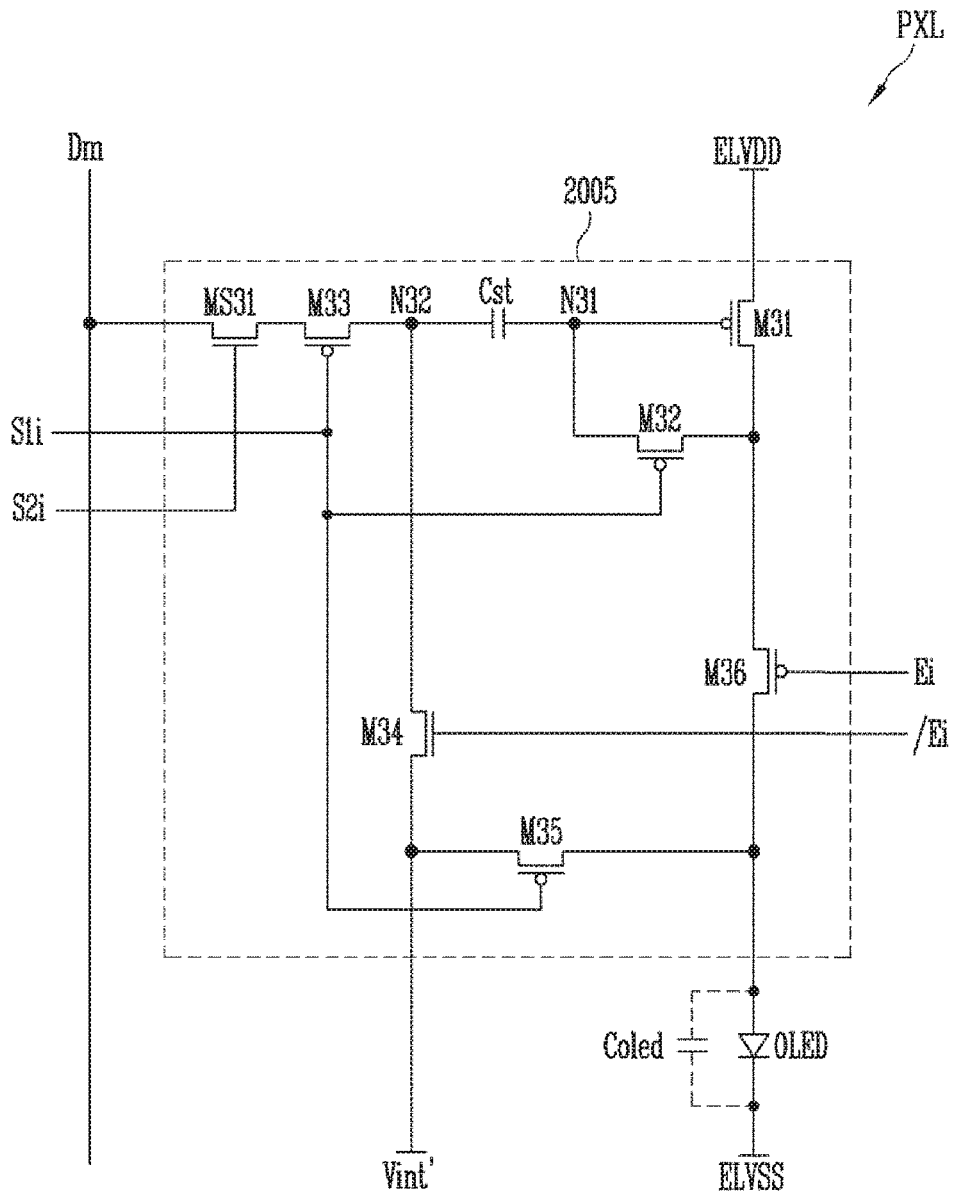 PXL
Dm
ELVDD
2005
MS31
M33
N32
Cst
N31
M31
S1i
M32
S2i
M36
Ei
M34
/Ei
M35
Coled
OLED
Vint'
ELVSS